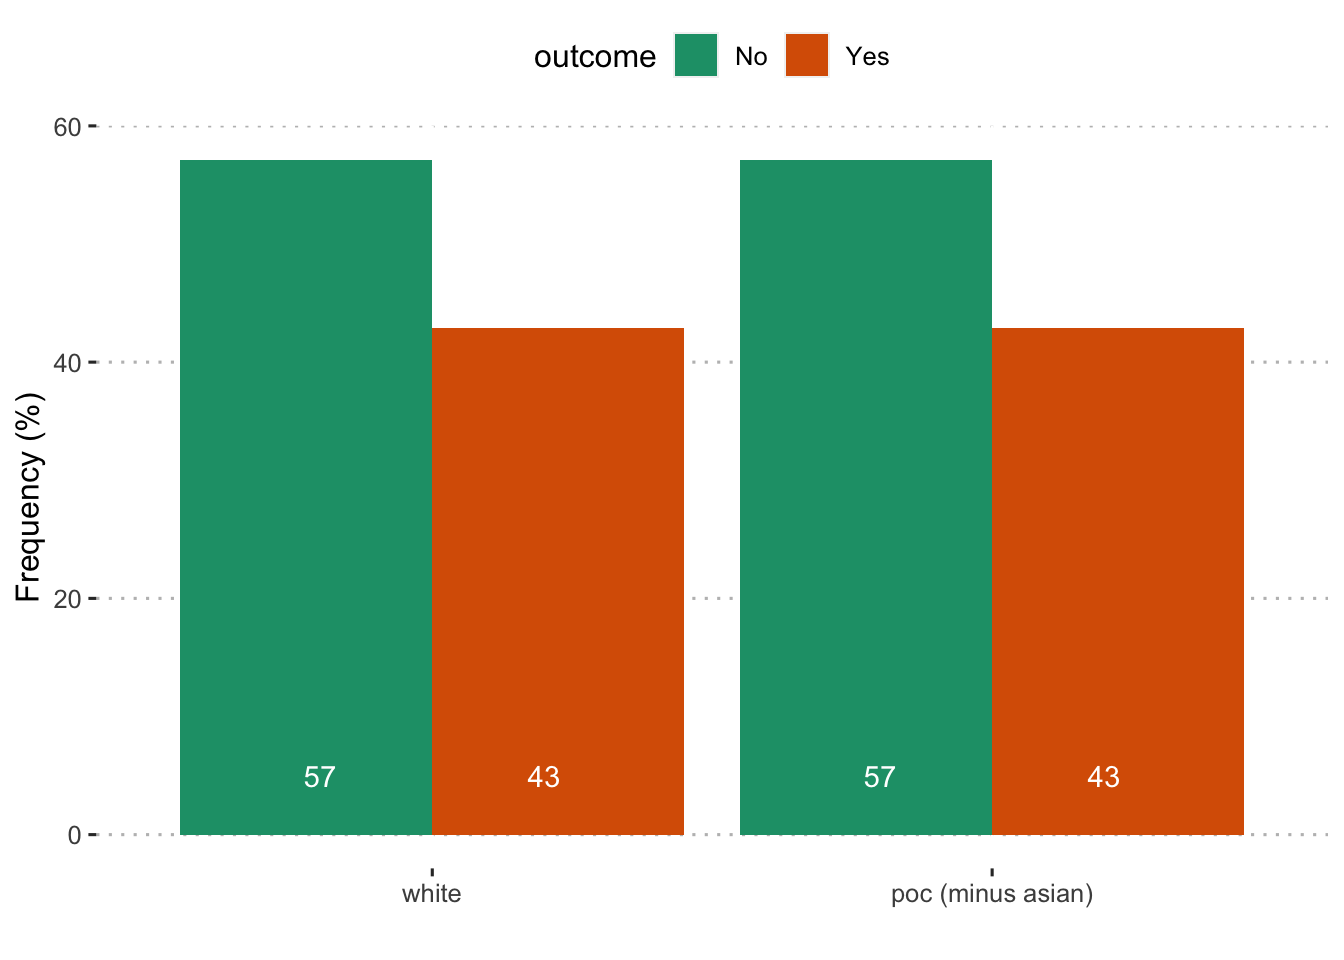 outcome No Yes
60
40
20
0
Frequency (%)
57 43 57 43
white poc (minus asian)